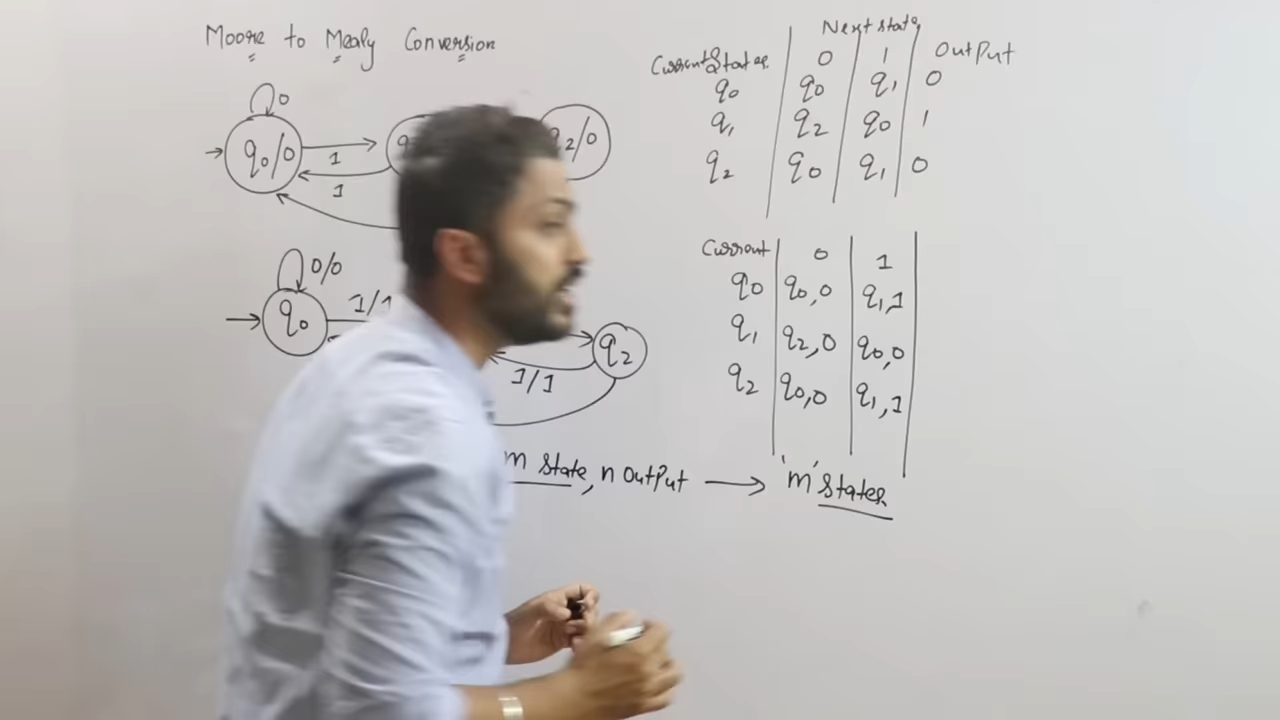 Moore to Mealy Conversion
0
q0/0
1
1
q2/0
0/0
q0
1/1
q2
1/1
m state, n output → 'm' states
Next state
Current States 0 1 Output
q0 q0 q1 0
q1 q2 q0 1
q2 q0 q1 0
Current 0 1
q0 q0,0 q1,1
q1 q2,0 q0,0
q2 q0,0 q1,1